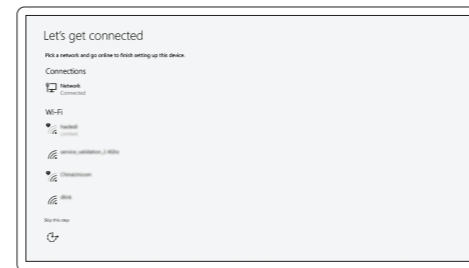 Let's get connected
Pick a network and go online to finish setting up this device.
Connections
Network
Connected
Wi-Fi
service_validation_2.4Ghz
dlink
Skip this step